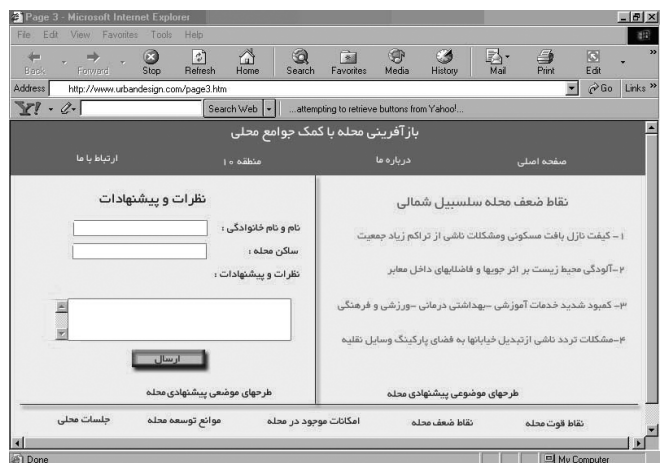 Page 3 - Microsoft Internet Explorer
File Edit View Favorites Tools Help
Back Forward Stop Refresh Home Search Favorites Media History Mail Print Edit
Address http://www.urbandesign.com/page3.htm Go Links »
Y! Search Web ...attempting to retrieve buttons from Yahoo!...
بازآفرینی محله با کمک جوامع محلی
صفحه اصلی درباره ما منطقه ۱۰ ارتباط با ما
نقاط ضعف محله سلسبیل شمالی
۱- کیفت نازل بافت مسکونی ومشکلات ناشی از تراکم زیاد جمعیت
۲-آلودگی محیط زیست بر اثر جویها و فاضلابهای داخل معابر
۳- کمبود شدید خدمات آموزشی -بهداشتی درمانی -ورزشی و فرهنگی
۴-مشکلات تردد ناشی ازتبدیل خیابانها به فضای پارکینگ وسایل نقلیه
طرحهای موضوعی پیشنهادی محله
نظرات و پیشنهادات
نام و نام خانوادگی :
ساکن محله :
نظرات و پیشنهادات :
ارسال
طرحهای موضعی پیشنهادی محله
نقاط قوت محله نقاط ضعف محله امکانات موجود در محله موانع توسعه محله جلسات محلی
Done My Computer